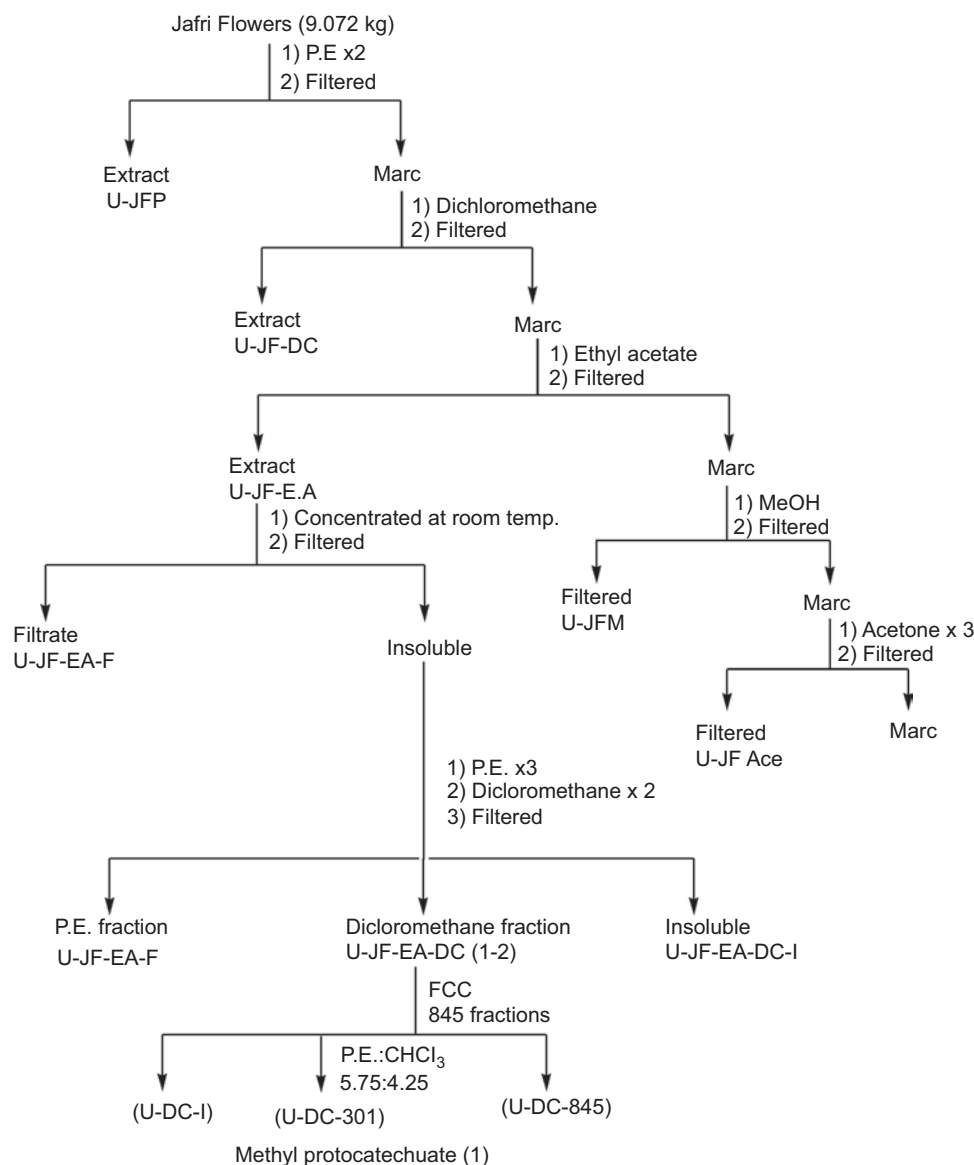 Jafri Flowers (9.072 kg)
1) P.E x2
2) Filtered
Extract
U-JFP
Marc
1) Dichloromethane
2) Filtered
Extract
U-JF-DC
Marc
1) Ethyl acetate
2) Filtered
Extract
U-JF-E.A
Marc
1) Concentrated at room temp.
2) Filtered
1) MeOH
2) Filtered
Filtrate
U-JF-EA-F
Insoluble
Filtered
U-JFM
Marc
1) Acetone x 3
2) Filtered
Filtered
U-JF Ace
Marc
1) P.E. x3
2) Dicloromethane x 2
3) Filtered
P.E. fraction
U-JF-EA-F
Dicloromethane fraction
U-JF-EA-DC (1-2)
Insoluble
U-JF-EA-DC-I
FCC
845 fractions
P.E.:CHCl3
5.75:4.25
(U-DC-I)
(U-DC-301)
(U-DC-845)
Methyl protocatechuate (1)